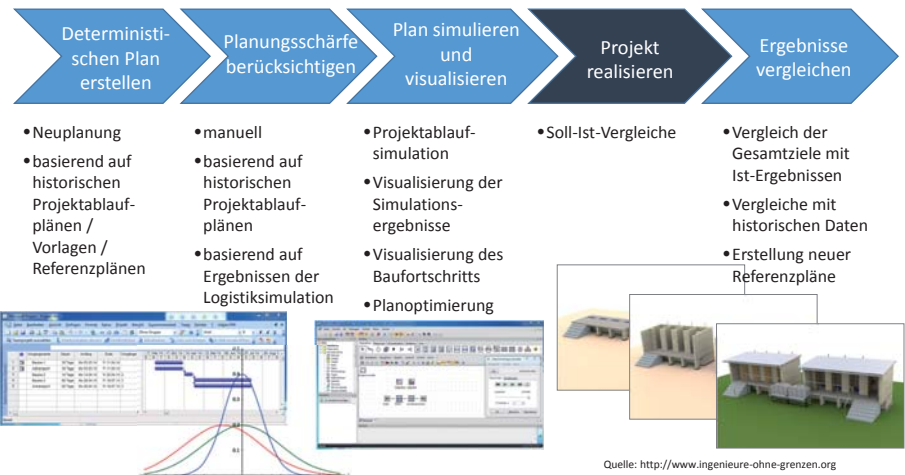 Deterministi-
schen Plan
erstellen
Planungsschärfe
berücksichtigen
Plan simulieren
und
visualisieren
Projekt
realisieren
Ergebnisse
vergleichen
•Neuplanung
•basierend auf
historischen
Projektablauf-
plänen /
Vorlagen /
Referenzplänen
•manuell
•basierend auf
historischen
Projektablauf-
plänen
•basierend auf
Ergebnissen der
Logistiksimulation
•Projektablauf-
simulation
•Visualisierung der
Simulations-
ergebnisse
•Visualisierung des
Baufortschritts
•Planoptimierung
•Soll-Ist-Vergleiche
•Vergleich der
Gesamtziele mit
Ist-Ergebnissen
•Vergleiche mit
historischen Daten
•Erstellung neuer
Referenzpläne
Quelle: http://www.ingenieure-ohne-grenzen.org